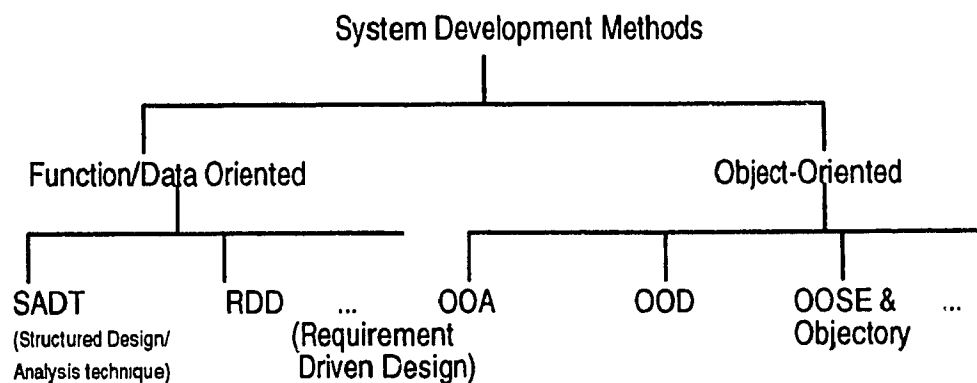 System Development Methods
Function/Data Oriented
Object-Oriented
SADT
RDD
...
OOA
OOD
OOSE &
Objectory
...
(Structured Design/
Analysis technique)
(Requirement
Driven Design)